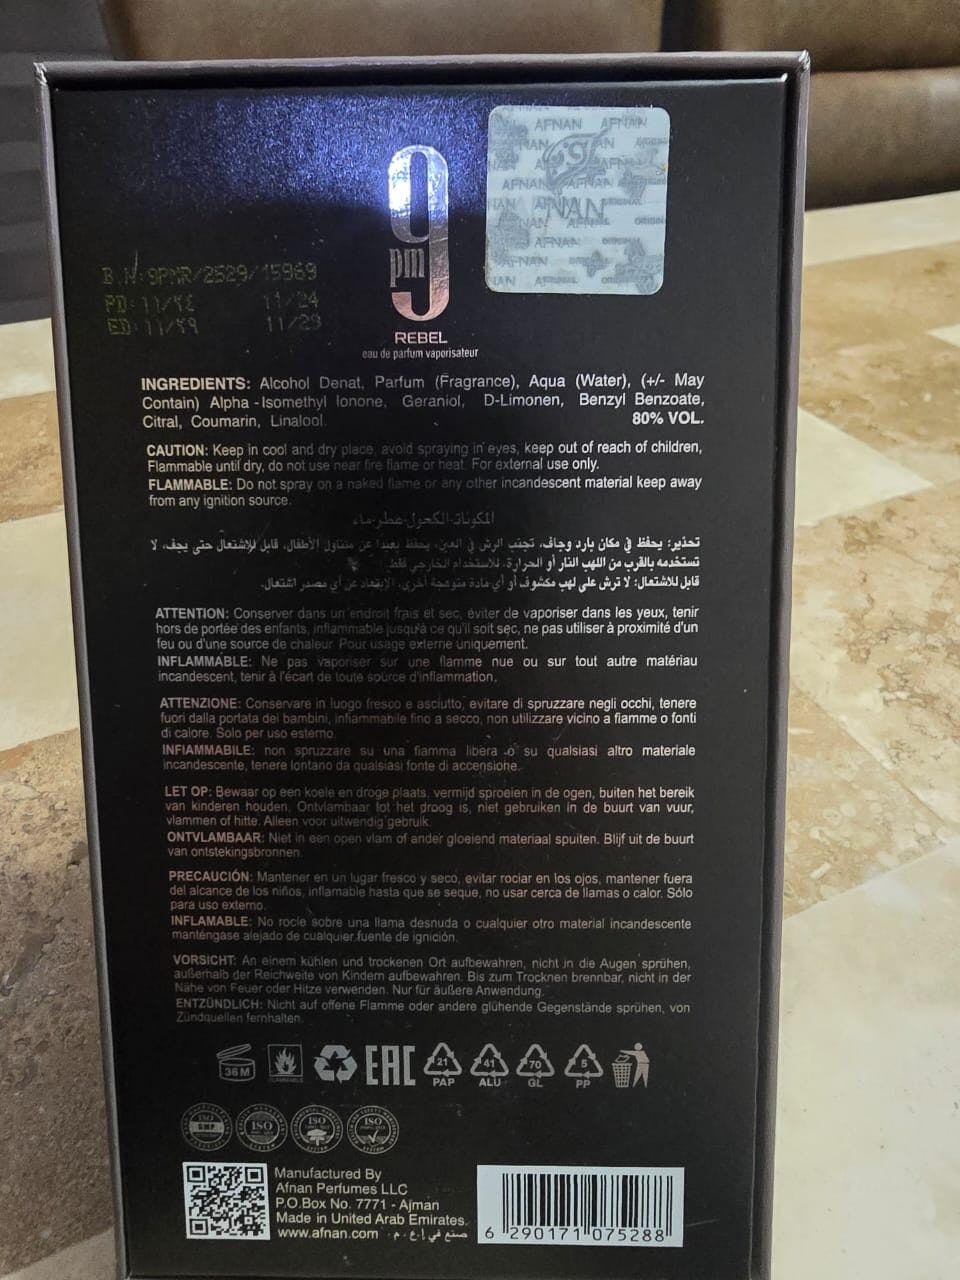 AFNAN AFNAN
AFNAN
9
pm
REBEL
eau de parfum vaporisateur
B.N:9PMR/2529/15969
PD:11/٢٤ 11/24
ED:11/٢٩ 11/29
INGREDIENTS: Alcohol Denat, Parfum (Fragrance), Aqua (Water), (+/- May
Contain) Alpha -Isomethyl Ionone, Geraniol, D-Limonen, Benzyl Benzoate,
Citral, Coumarin, Linalool. 80% VOL.
CAUTION: Keep in cool and dry place, avoid spraying in eyes, keep out of reach of children,
Flammable until dry, do not use near fire flame or heat. For external use only.
FLAMMABLE: Do not spray on a naked flame or any other incandescent material keep away
from any ignition source.
المكونات-الكحول-عطر-ماء
تحذير: يحفظ في مكان بارد وجاف، تجنب الرش في العين، يحفظ بعيدا عن متناول الأطفال، قابل للإشتعال حتى يجف، لا
تستخدمه بالقرب من اللهب النار أو الحرارة. للاستخدام الخارجي فقط.
قابل للاشتعال: لا ترش على لهب مكشوف أو أي مادة متوهجة أخرى، الإبتعاد عن أي مصدر اشتعال.
ATTENTION: Conserver dans un endroit frais et sec, éviter de vaporiser dans les yeux, tenir
hors de portée des enfants, inflammable jusqu'à ce qu'il soit sec, ne pas utiliser à proximité d'un
feu ou d'une source de chaleur. Pour usage externe uniquement.
INFLAMMABLE: Ne pas vaporiser sur une flamme nue ou sur tout autre matériau
incandescent, tenir à l'écart de toute source d'inflammation.
ATTENZIONE: Conservare in luogo fresco e asciutto, evitare di spruzzare negli occhi, tenere
fuori dalla portata dei bambini, infiammabile fino a secco, non utilizzare vicino a fiamme o fonti
di calore. Solo per uso esterno.
INFIAMMABILE: non spruzzare su una fiamma libera o su qualsiasi altro materiale
incandescente, tenere lontano da qualsiasi fonte di accensione.
LET OP: Bewaar op een koele en droge plaats, vermijd sproeien in de ogen, buiten het bereik
van kinderen houden, Ontvlambaar tot het droog is, niet gebruiken in de buurt van vuur,
vlammen of hitte. Alleen voor uitwendig gebruik.
ONTVLAMBAAR: Niet in een open vlam of ander gloeiend materiaal spuiten. Blijf uit de buurt
van ontstekingsbronnen.
PRECAUCIÓN: Mantener en un lugar fresco y seco, evitar rociar en los ojos, mantener fuera
del alcance de los niños, inflamable hasta que se seque, no usar cerca de llamas o calor. Sólo
para uso externo.
INFLAMABLE: No rocíe sobre una llama desnuda o cualquier otro material incandescente
manténgase alejado de cualquier fuente de ignición.
VORSICHT: An einem kühlen und trockenen Ort aufbewahren, nicht in die Augen sprühen,
außerhalb der Reichweite von Kindern aufbewahren. Bis zum Trocknen brennbar, nicht in der
Nähe von Feuer oder Hitze verwenden. Nur für äußere Anwendung.
ENTZÜNDLICH: Nicht auf offene Flamme oder andere glühende Gegenstände sprühen, von
Zündquellen fernhalten.
36 M FLAMMABLE EAC 21 PAP 41 ALU 70 GL 5 PP
ISO GMP ISO ISO ISO
Manufactured By
Afnan Perfumes LLC
P.O.Box No. 7771 - Ajman
Made in United Arab Emirates.
www.afnan.com صنع في إ.ع.م.
6 290171 075288